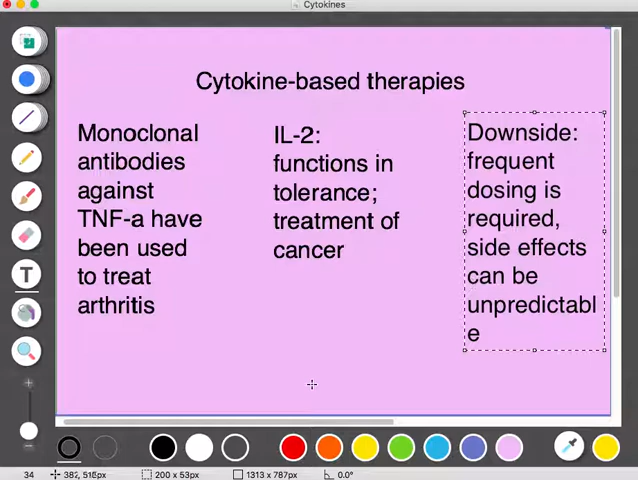 Cytokines
Cytokine-based therapies
Monoclonal
antibodies
against
TNF-a have
been used
to treat
arthritis
IL-2:
functions in
tolerance;
treatment of
cancer
Downside:
frequent
dosing is
required,
side effects
can be
unpredictabl
e
T
34
200 x 53px
1313 x 787px
0.0°